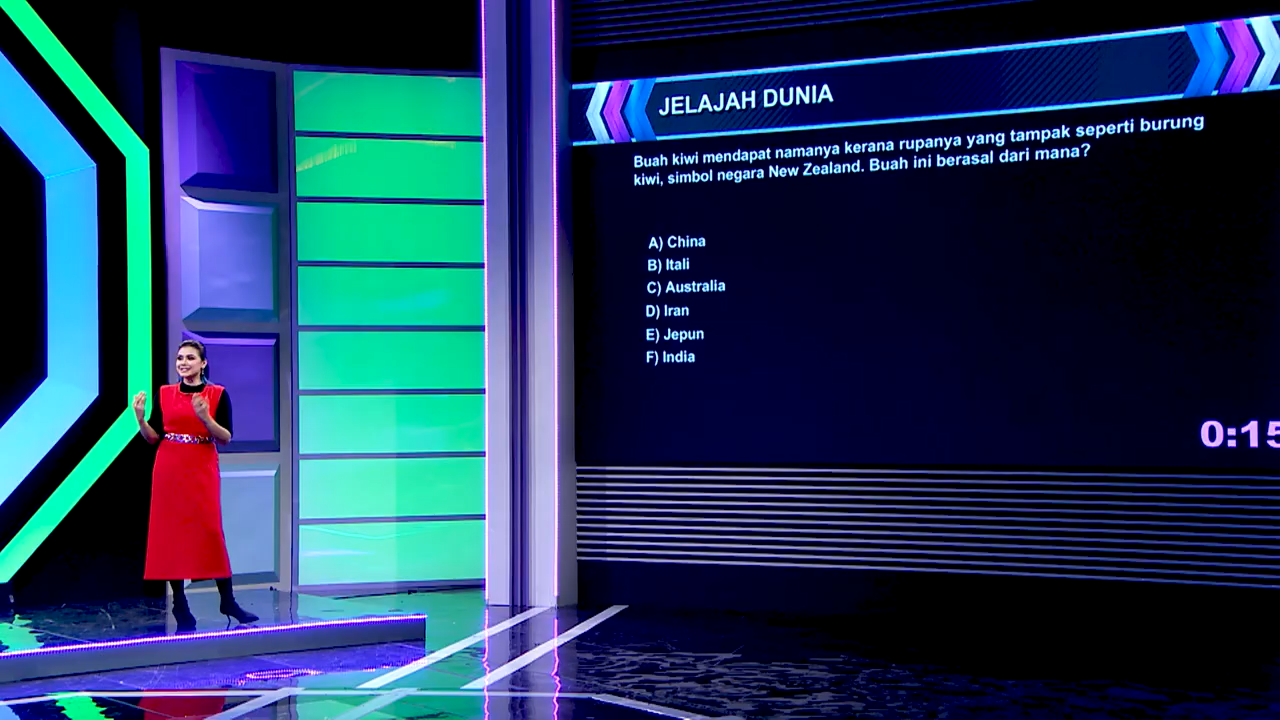 JELAJAH DUNIA
Buah kiwi mendapat namanya kerana rupanya yang tampak seperti burung
kiwi, simbol negara New Zealand. Buah ini berasal dari mana?
A) China
B) Itali
C) Australia
D) Iran
E) Jepun
F) India
0:15